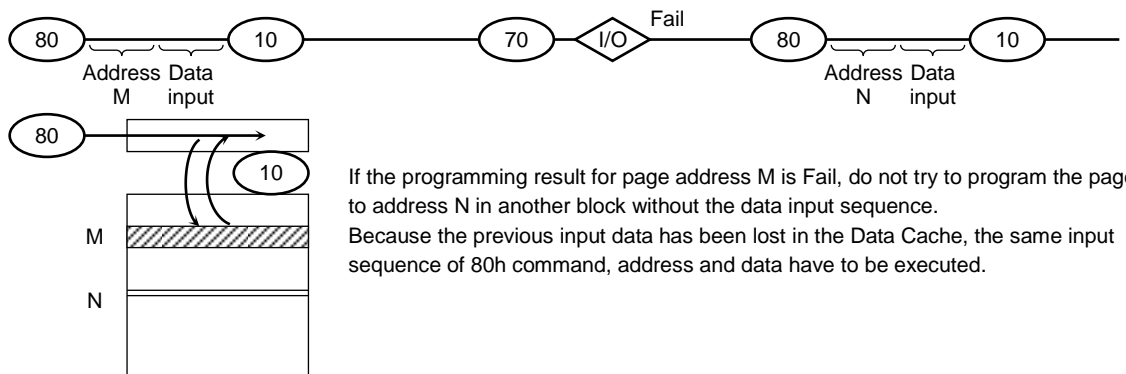 Fail
80 10 70 I/O 80 10
Address Data Address Data
M input N input
80
10
If the programming result for page address M is Fail, do not try to program the pag
to address N in another block without the data input sequence.
M
Because the previous input data has been lost in the Data Cache, the same input
sequence of 80h command, address and data have to be executed.
N